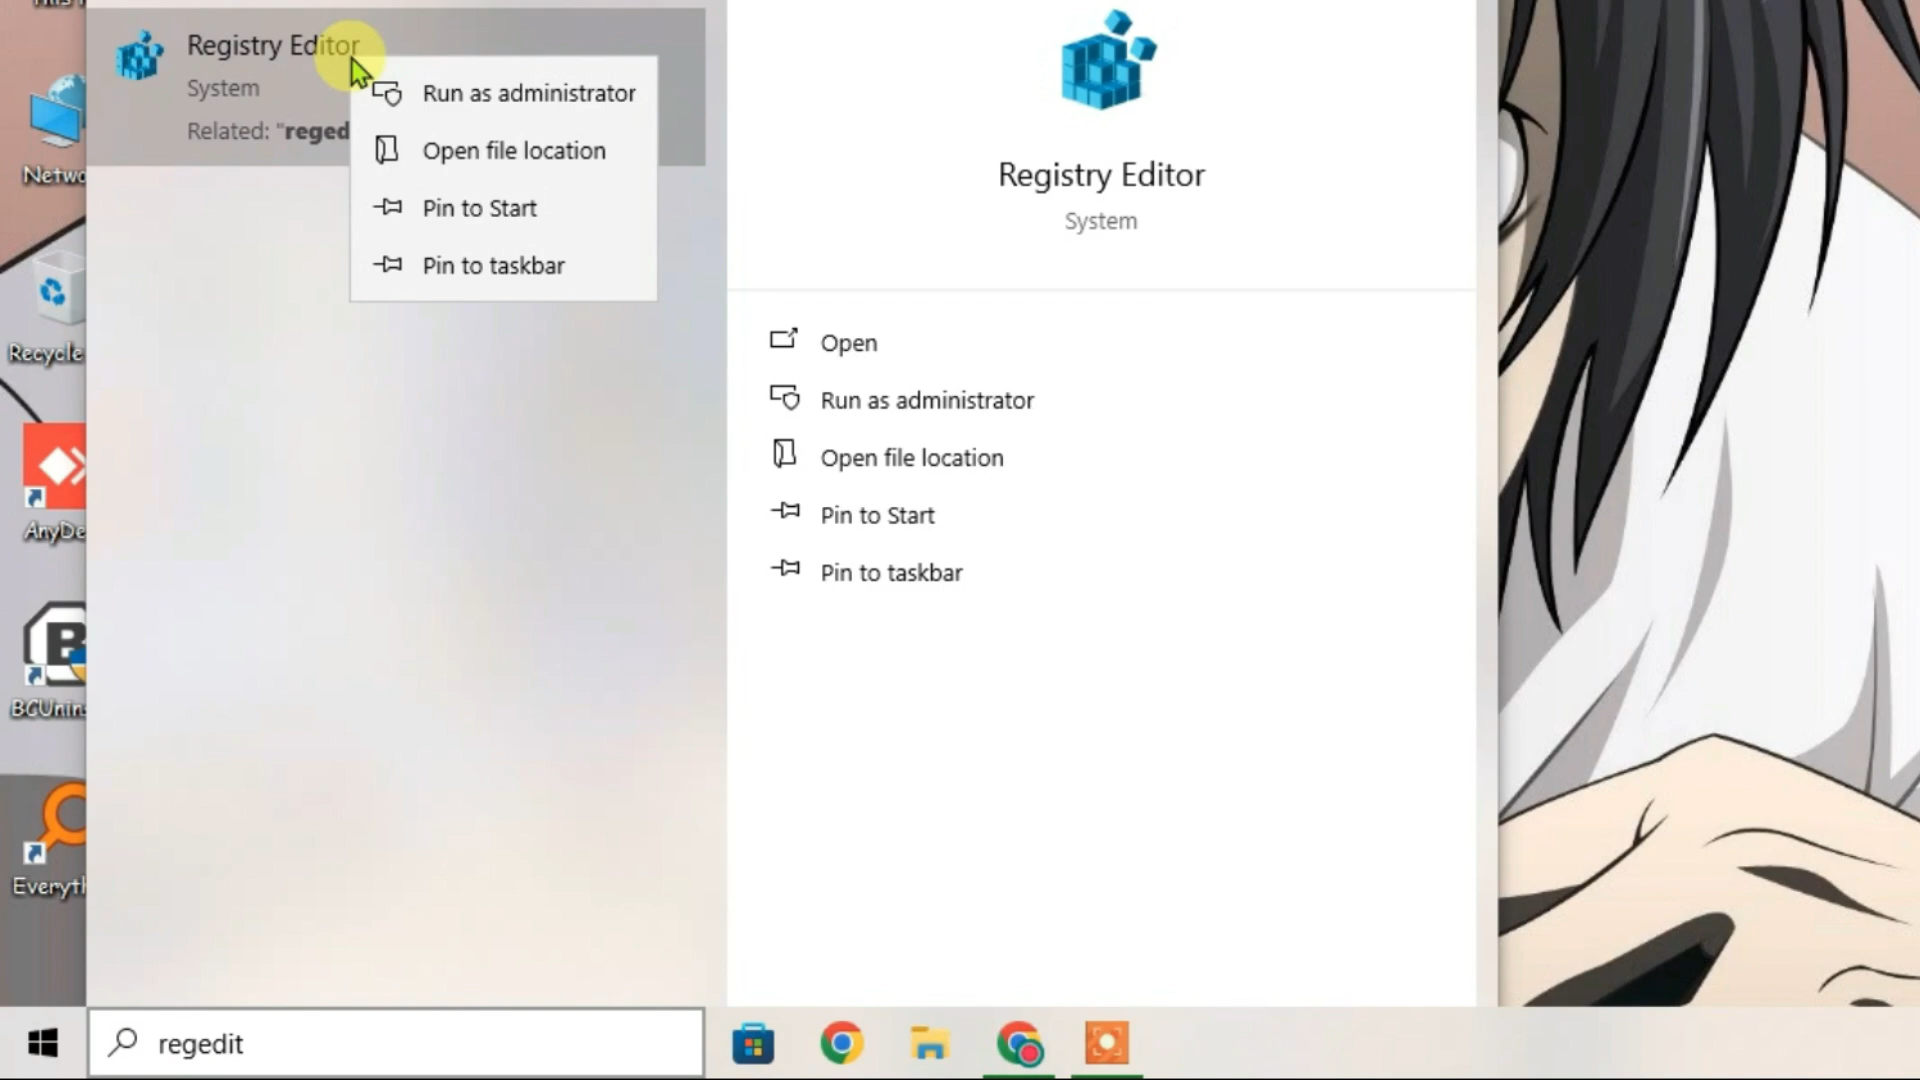 Registry Editor
System
Related: "reged
Run as administrator
Open file location
Pin to Start
Pin to taskbar
Registry Editor
System
Open
Run as administrator
Open file location
Pin to Start
Pin to taskbar
Netwo
Recycle
AnyDe
B
BCUnins
Everyth
regedit